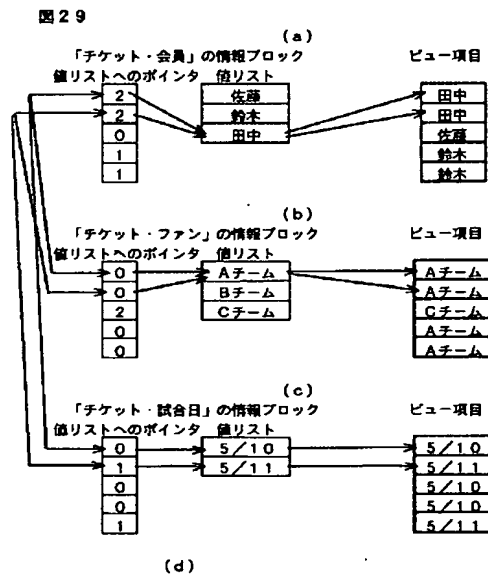 図29
(a)
「チケット・会員」の情報ブロック ビュー項目
値リストへのポインタ 値リスト
2 佐藤 田中
2 鈴木 田中
0 田中 佐藤
1 鈴木
1 鈴木
(b)
「チケット・ファン」の情報ブロック ビュー項目
値リストへのポインタ 値リスト
0 Aチーム Aチーム
0 Bチーム Aチーム
2 Cチーム Cチーム
0 Aチーム
0 Aチーム
(c)
「チケット・試合日」の情報ブロック ビュー項目
値リストへのポインタ 値リスト
0 5/10 5/10
1 5/11 5/11
0 5/10
0 5/10
1 5/11
(d)